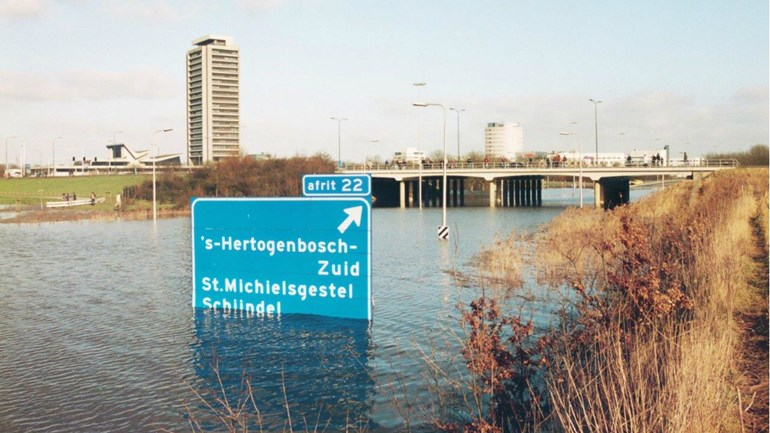 afrit 22
's-Hertogenbosch-
Zuid
St.Michielsgestel
Schijndel